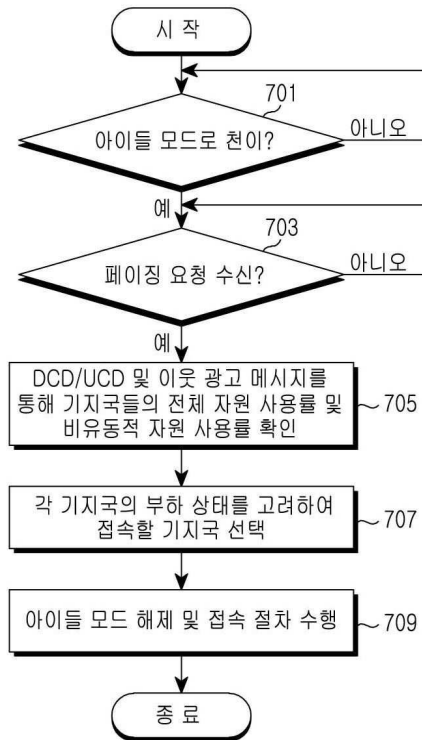 시 작
701
아이들 모드로 천이?
아니오
예
703
페이징 요청 수신?
아니오
예
DCD/UCD 및 이웃 광고 메시지를
통해 기지국들의 전체 자원 사용률 및
비유동적 자원 사용률 확인
705
각 기지국의 부하 상태를 고려하여
접속할 기지국 선택
707
아이들 모드 해제 및 접속 절차 수행
709
종 료